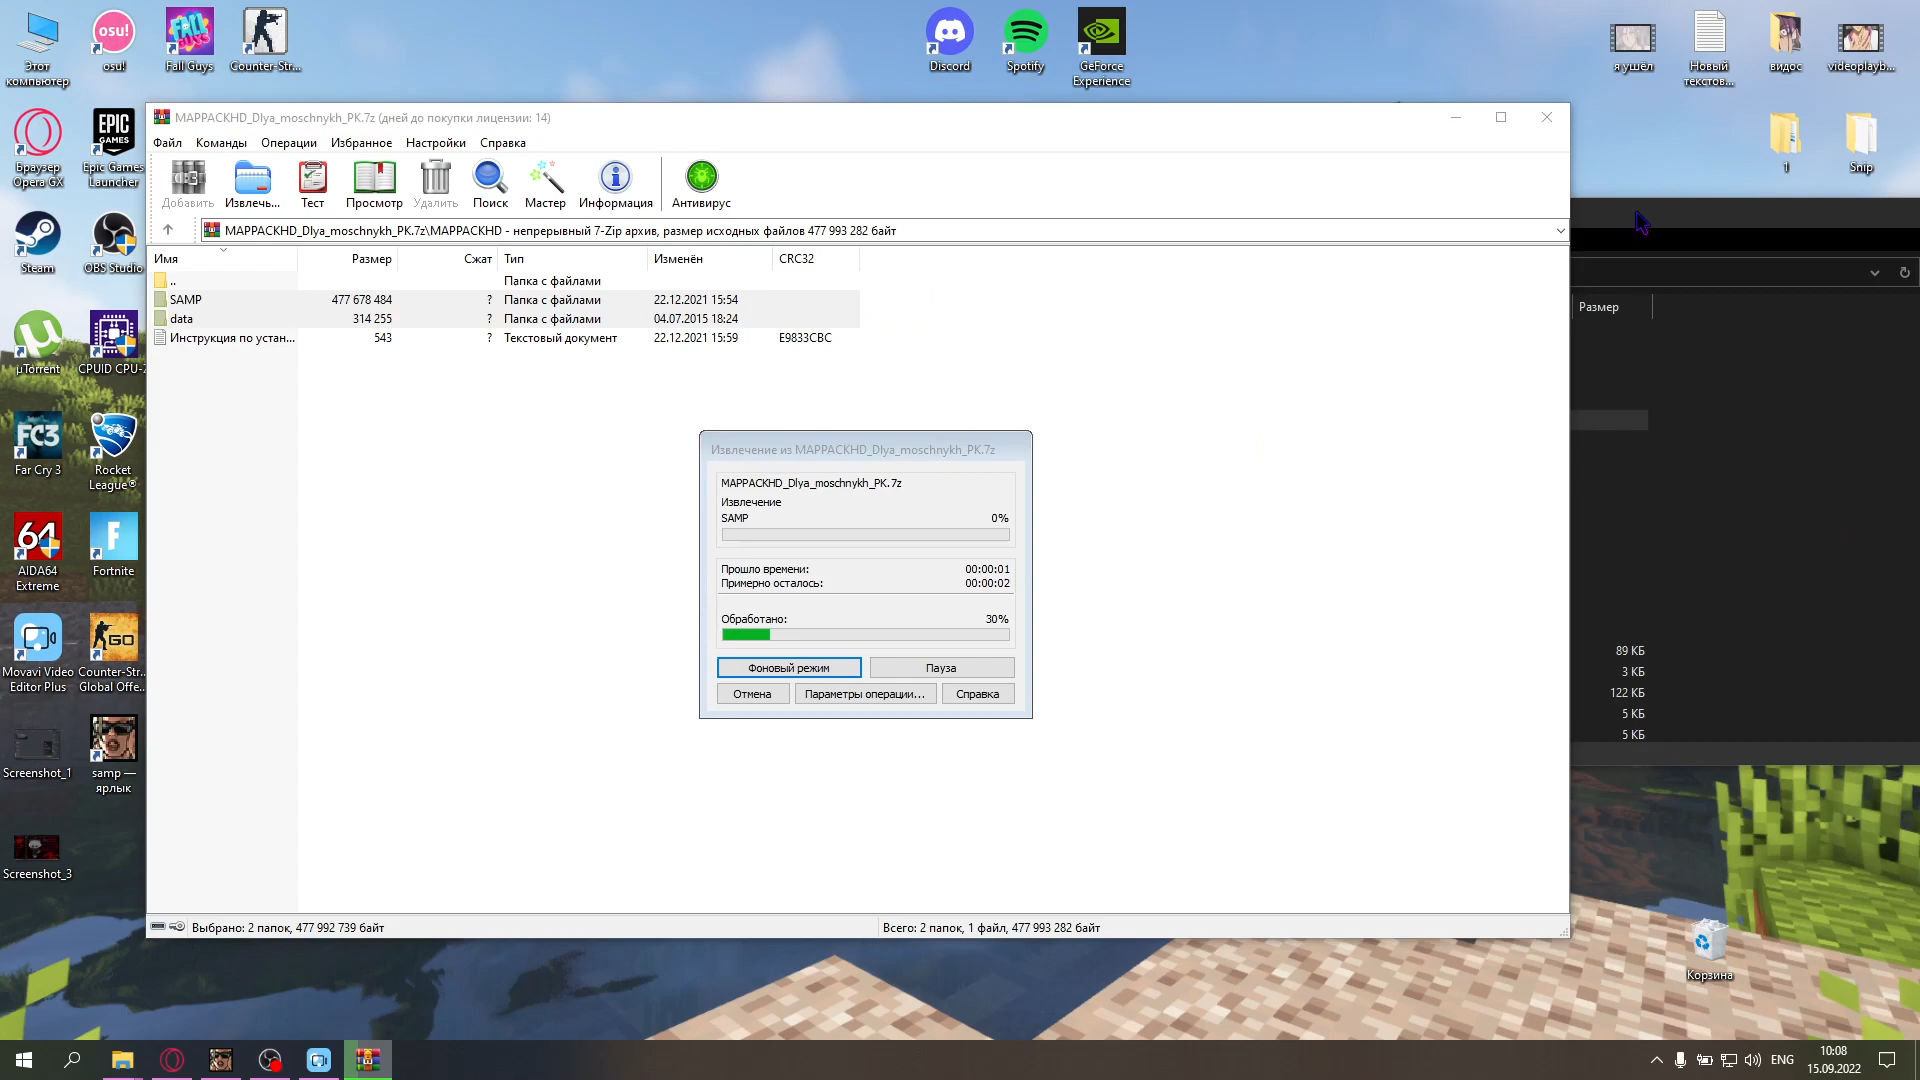 Этот
компьютер
osu!
Fall Guys
Counter-Str...
Discord
Spotify
GeForce
Experience
я ушёл
Новый
текстов...
видос
videoplayb...
Браузер
Opera GX
EPIC
GAMES
Epic Games
Launcher
1
Snip
Steam
OBS Studio
µTorrent
CPUID CPU-Z
FC3
Far Cry 3
Rocket
League®
64
AIDA64
Extreme
Fortnite
Movavi Video
Editor Plus
GO
Counter-Str...
Global Offe...
Screenshot_1
samp —
ярлык
Screenshot_3
Корзина
MAPPACKHD_Dlya_moschnykh_PK.7z (дней до покупки лицензии: 14)
Файл Команды Операции Избранное Настройки Справка
Добавить Извлечь... Тест Просмотр Удалить Поиск Мастер Информация Антивирус
MAPPACKHD_Dlya_moschnykh_PK.7z\MAPPACKHD - непрерывный 7-Zip архив, размер исходных файлов 477 993 282 байт
Имя Размер Сжат Тип Изменён CRC32
.. Папка с файлами
SAMP 477 678 484 ? Папка с файлами 22.12.2021 15:54
data 314 255 ? Папка с файлами 04.07.2015 18:24
Инструкция по устан... 543 ? Текстовый документ 22.12.2021 15:59 E9833CBC
Извлечение из MAPPACKHD_Dlya_moschnykh_PK.7z
MAPPACKHD_Dlya_moschnykh_PK.7z
Извлечение
SAMP 0%
Прошло времени: 00:00:01
Примерно осталось: 00:00:02
Обработано: 30%
Фоновый режим Пауза
Отмена Параметры операции... Справка
Выбрано: 2 папок, 477 992 739 байт
Всего: 2 папок, 1 файл, 477 993 282 байт
Размер
89 КБ
3 КБ
122 КБ
5 КБ
5 КБ
ENG
10:08
15.09.2022